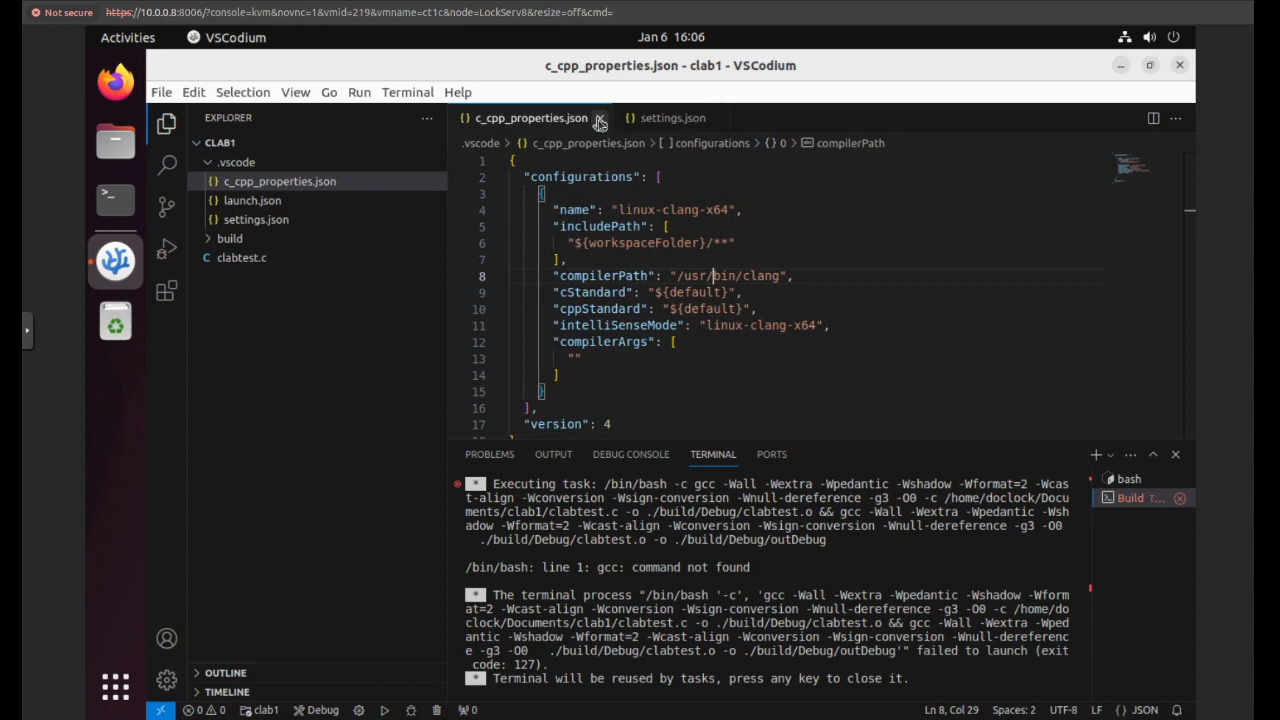 Not secure https://10.0.0.8:8006/?console=kvm&novnc=1&vmid=219&vmname=ct1c&node=LockServ8&resize=off&cmd=
Activities VSCodium Jan 6 16:06
c_cpp_properties.json - clab1 - VSCodium
File Edit Selection View Go Run Terminal Help
EXPLORER
CLAB1
.vscode
{} c_cpp_properties.json
{} launch.json
{} settings.json
build
C clabtest.c
OUTLINE
TIMELINE
{} c_cpp_properties.json {} settings.json
.vscode > {} c_cpp_properties.json > [ ] configurations > {} 0 > compilerPath
1 {
2 "configurations": [
3 {
4 "name": "linux-clang-x64",
5 "includePath": [
6 "${workspaceFolder}/**"
7 ],
8 "compilerPath": "/usr/bin/clang",
9 "cStandard": "${default}",
10 "cppStandard": "${default}",
11 "intelliSenseMode": "linux-clang-x64",
12 "compilerArgs": [
13 ""
14 ]
15 }
16 ],
17 "version": 4
18 }
PROBLEMS OUTPUT DEBUG CONSOLE TERMINAL PORTS
* Executing task: /bin/bash -c gcc -Wall -Wextra -Wpedantic -Wshadow -Wformat=2 -Wcas
t-align -Wconversion -Wsign-conversion -Wnull-dereference -g3 -O0 -c /home/doclock/Docu
ments/clab1/clabtest.c -o ./build/Debug/clabtest.o && gcc -Wall -Wextra -Wpedantic -Wsh
adow -Wformat=2 -Wcast-align -Wconversion -Wsign-conversion -Wnull-dereference -g3 -O0
./build/Debug/clabtest.o -o ./build/Debug/outDebug
/bin/bash: line 1: gcc: command not found
* The terminal process "/bin/bash '-c', 'gcc -Wall -Wextra -Wpedantic -Wshadow -Wform
at=2 -Wcast-align -Wconversion -Wsign-conversion -Wnull-dereference -g3 -O0 -c /home/do
clock/Documents/clab1/clabtest.c -o ./build/Debug/clabtest.o && gcc -Wall -Wextra -Wped
antic -Wshadow -Wformat=2 -Wcast-align -Wconversion -Wsign-conversion -Wnull-dereferenc
e -g3 -O0 ./build/Debug/clabtest.o -o ./build/Debug/outDebug'" failed to launch (exit
code: 127).
* Terminal will be reused by tasks, press any key to close it.
bash
Build T...
0 0 clab1 Debug 0 Ln 8, Col 29 Spaces: 2 UTF-8 LF {} JSON